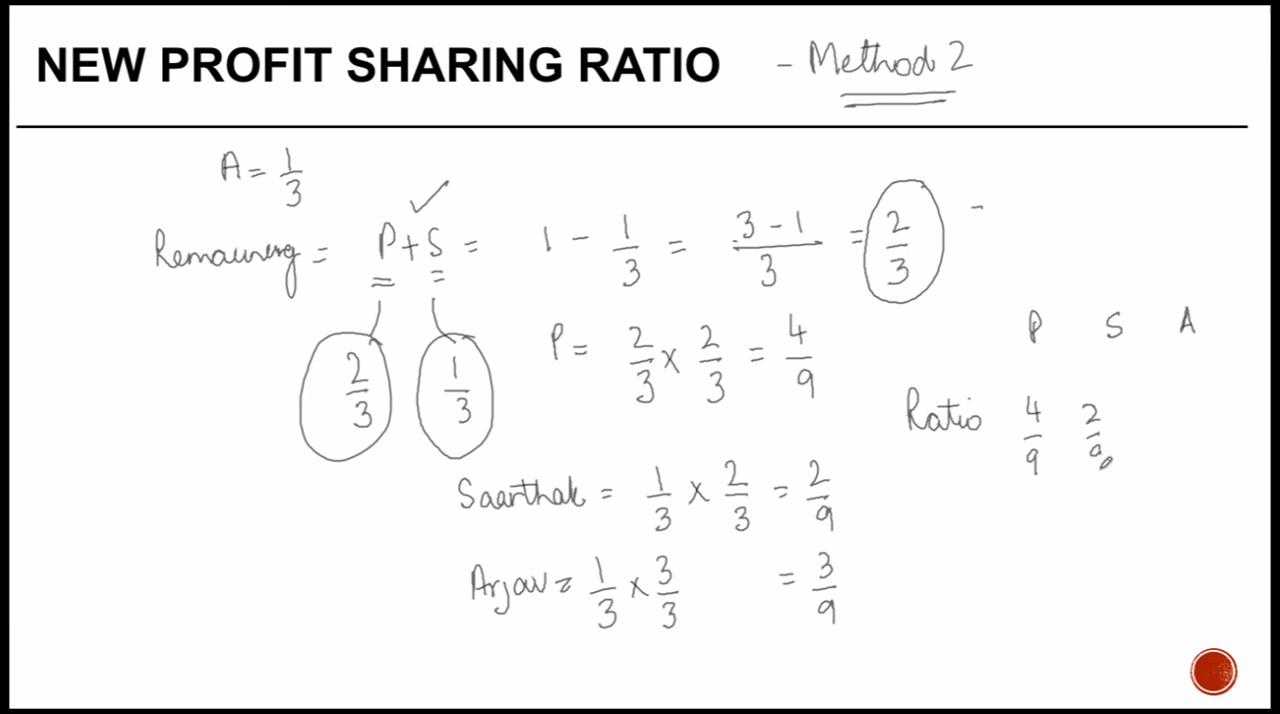 NEW PROFIT SHARING RATIO - Method 2
A = 1/3
Remaining = P + S = 1 - 1/3 = 3 - 1/3 = 2/3 -
2/3 1/3
P = 2/3 x 2/3 = 4/9
P S A
Ratio 4/9 2/9
Saarthak = 1/3 x 2/3 = 2/9
Arjav = 1/3 x 3/3 = 3/9